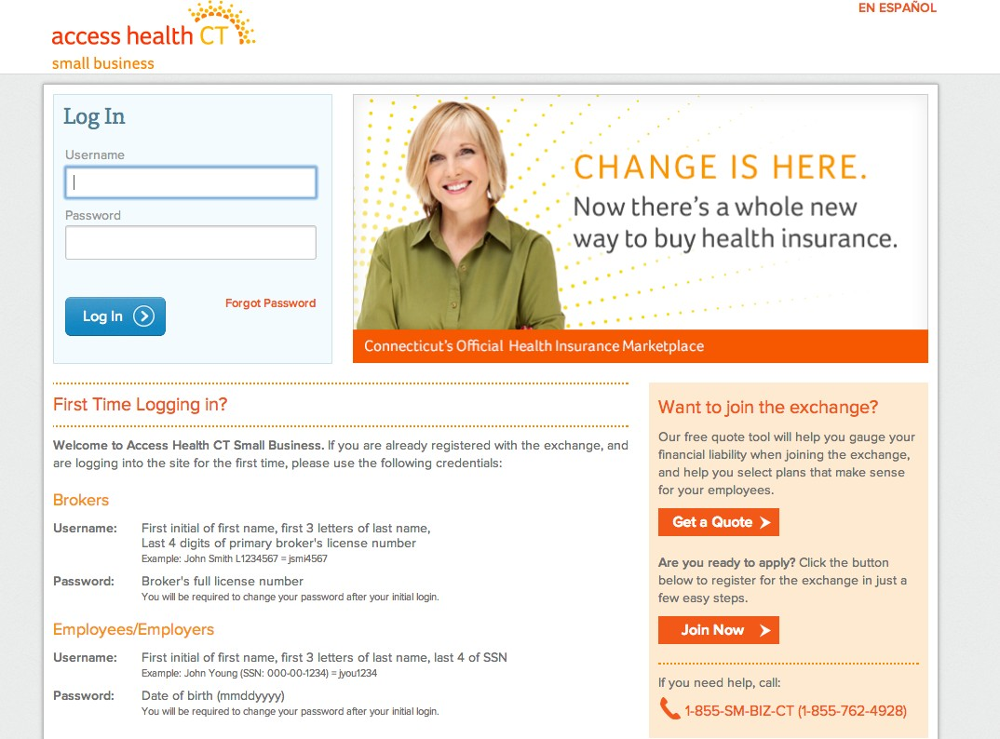 EN ESPAÑOL
access health CT
small business
Log In
Username
Password
Log In
Forgot Password
CHANGE IS HERE.
Now there's a whole new
way to buy health insurance.
Connecticut's Official Health Insurance Marketplace
First Time Logging in?
Welcome to Access Health CT Small Business. If you are already registered with the exchange, and
are logging into the site for the first time, please use the following credentials:
Brokers
Username: First initial of first name, first 3 letters of last name,
Last 4 digits of primary broker's license number
Example: John Smith L1234567 = jsmi4567
Password: Broker's full license number
You will be required to change your password after your initial login.
Employees/Employers
Username: First initial of first name, first 3 letters of last name, last 4 of SSN
Example: John Young (SSN: 000-00-1234) = jyou1234
Password: Date of birth (mmddyyyy)
You will be required to change your password after your initial login.
Want to join the exchange?
Our free quote tool will help you gauge your
financial liability when joining the exchange,
and help you select plans that make sense
for your employees.
Get a Quote
Are you ready to apply? Click the button
below to register for the exchange in just a
few easy steps.
Join Now
If you need help, call:
1-855-SM-BIZ-CT (1-855-762-4928)